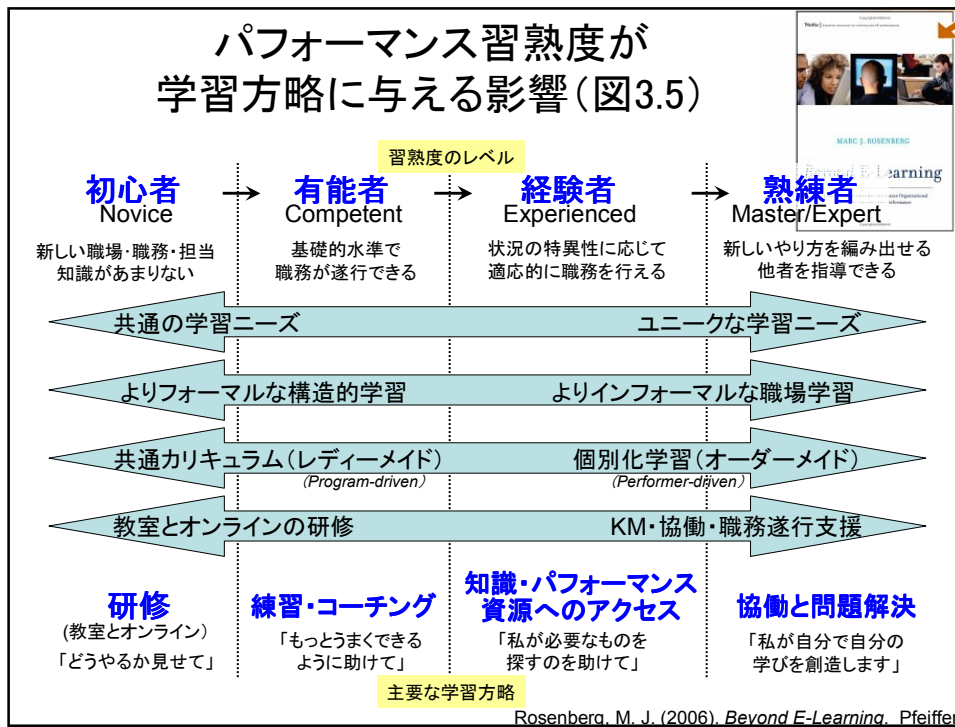 パフォーマンス習熟度が
学習方略に与える影響（図3.5）
MARC J. ROSENBERG
Beyond E-Learning
習熟度のレベル
初心者 → 有能者 → 経験者 → 熟練者
Novice Competent Experienced Master/Expert
新しい職場・職務・担当
知識があまりない
基礎的水準で
職務が遂行できる
状況の特異性に応じて
適応的に職務を行える
新しいやり方を編み出せる
他者を指導できる
共通の学習ニーズ ユニークな学習ニーズ
よりフォーマルな構造的学習 よりインフォーマルな職場学習
共通カリキュラム（レディーメイド） 個別化学習（オーダーメイド）
(Program-driven) (Performer-driven)
教室とオンラインの研修 KM・協働・職務遂行支援
研修
(教室とオンライン）
「どうやるか見せて」
練習・コーチング
「もっとうまくできる
ように助けて」
知識・パフォーマンス
資源へのアクセス
「私が必要なものを
探すのを助けて」
協働と問題解決
「私が自分で自分の
学びを創造します」
主要な学習方略
Rosenberg, M. J. (2006). Beyond E-Learning. Pfeiffer